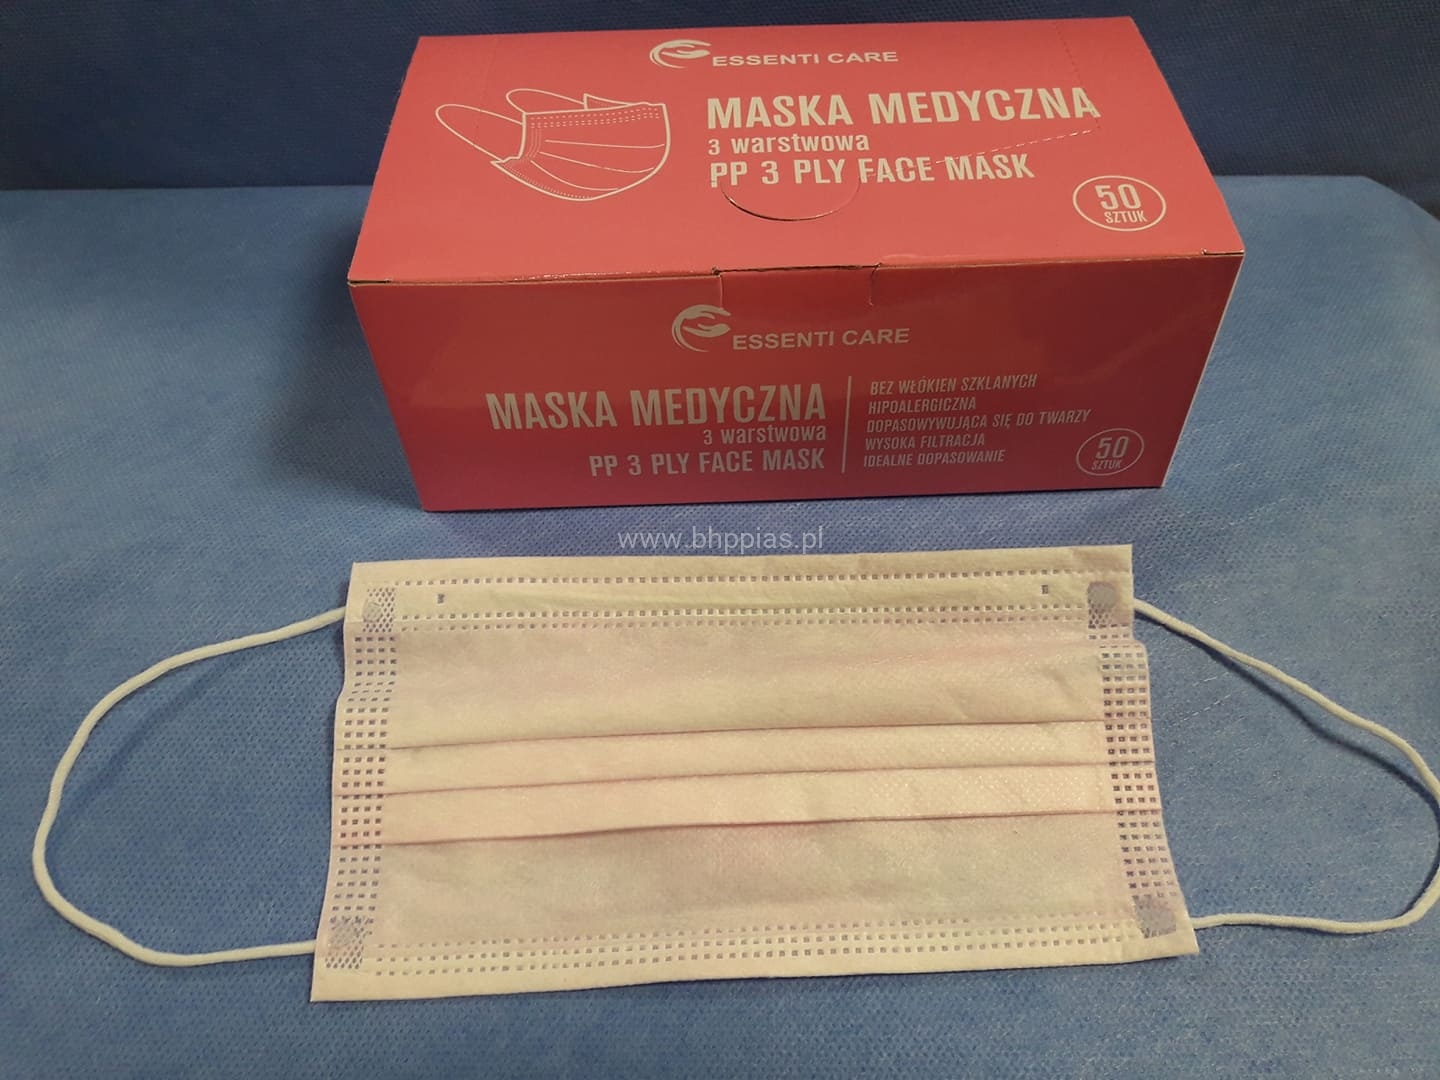 ESSENTI CARE
MASKA MEDYCZNA
3 warstwowa
PP 3 PLY FACE MASK
50
SZTUK
ESSENTI CARE
MASKA MEDYCZNA
3 warstwowa
PP 3 PLY FACE MASK
BEZ WŁÓKIEN SZKLANYCH
HIPOALERGICZNA
DOPASOWYWUJĄCA SIĘ DO TWARZY
WYSOKA FILTRACJA
IDEALNE DOPASOWANIE
50
SZTUK
www.bhppias.pl